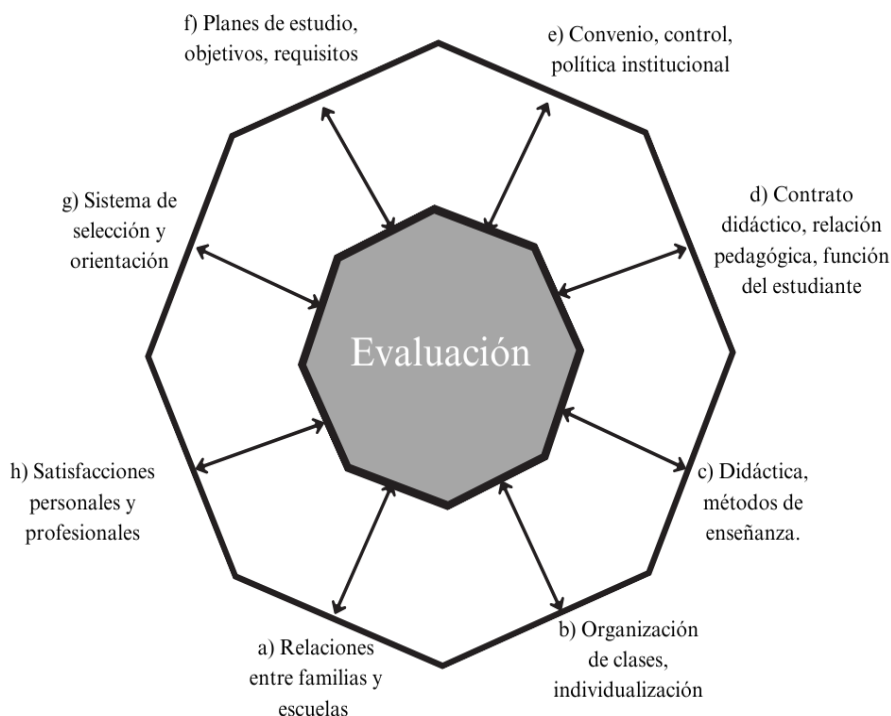 f) Planes de estudio,
objetivos, requisitos
e) Convenio, control,
política institucional
g) Sistema de
selección y
orientación
d) Contrato
didáctico, relación
pedagógica, función
del estudiante
Evaluación
h) Satisfacciones
personales y
profesionales
c) Didáctica,
métodos de
enseñanza.
a) Relaciones
entre familias y
escuelas
b) Organización
de clases,
individualización